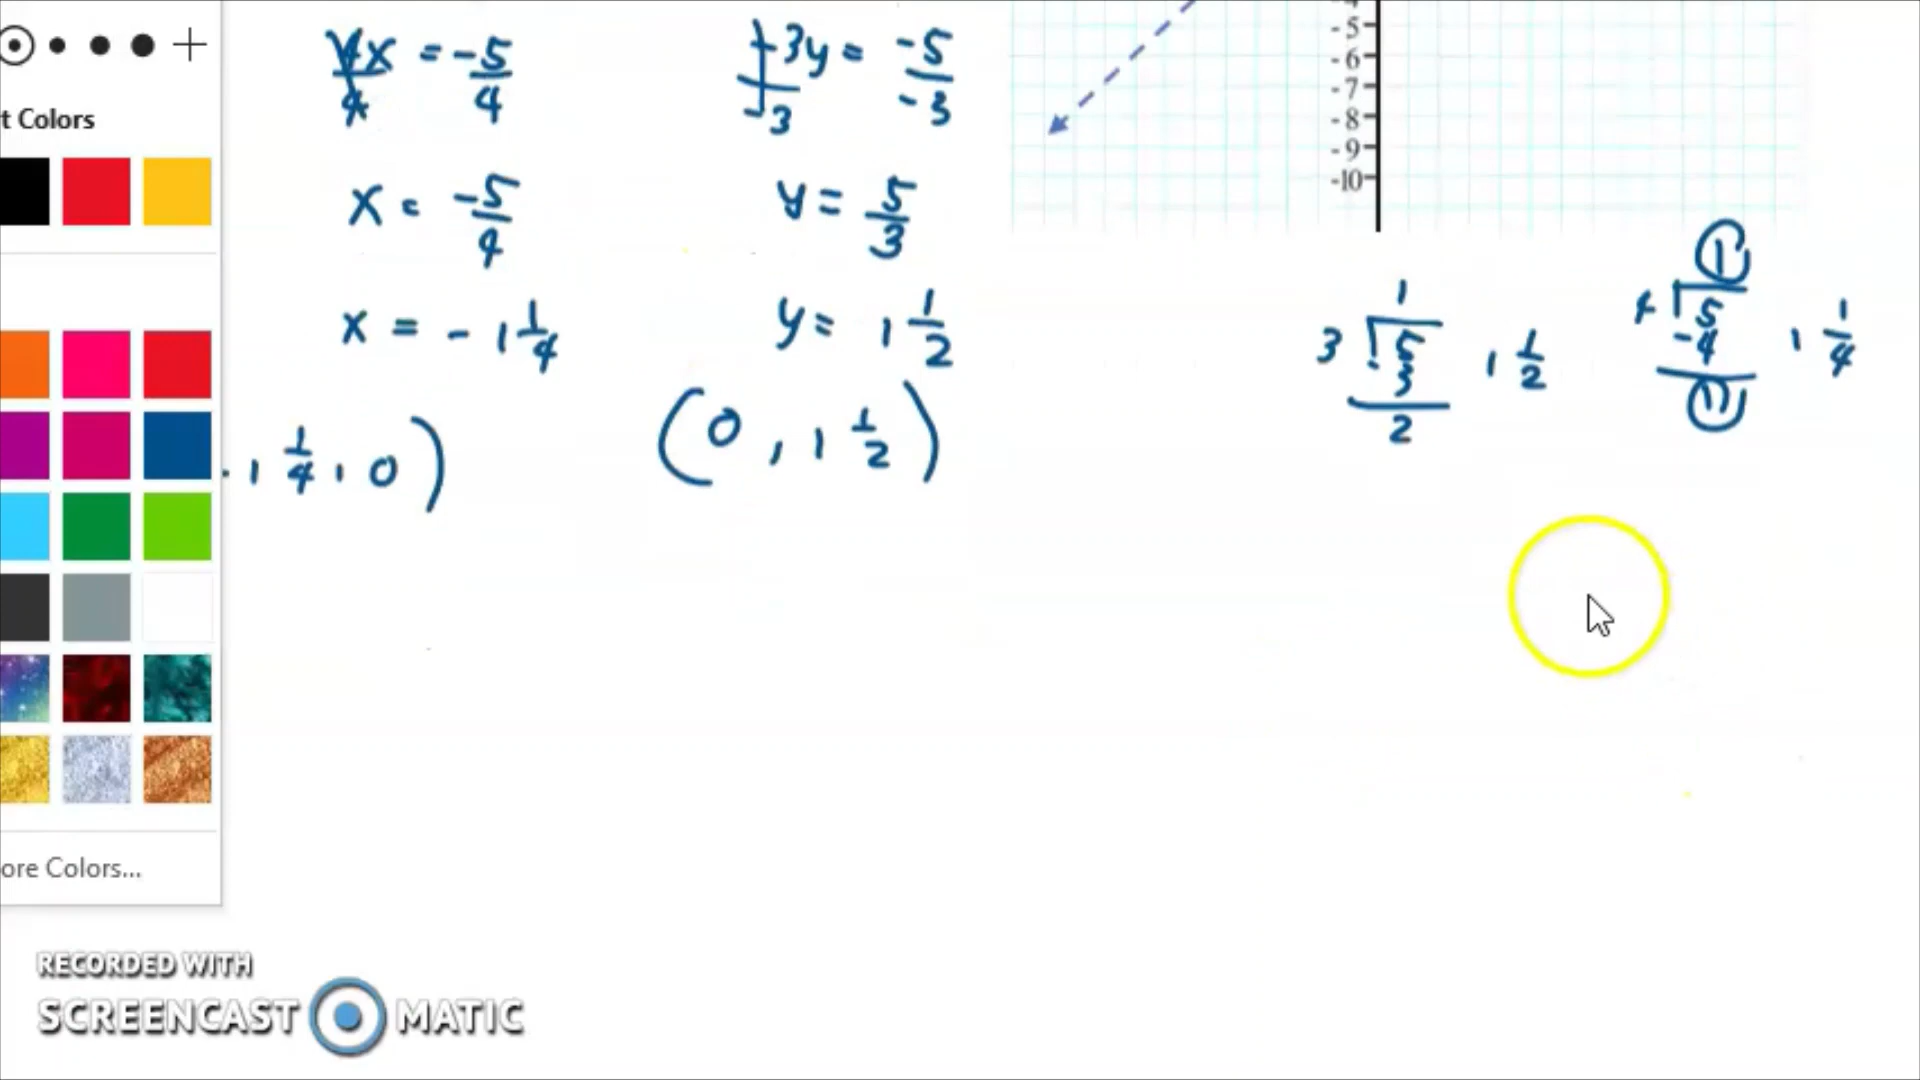 t Colors
4x/4 = -5/4
-3y/-3 = -5/-3
-5
-6
-7
-8
-9
-10
x = -5/4
y = 5/3
x = -1 1/4
y = 1 1/2
1
3 5
3
2
1 1/2
1
4 5
-4
1
1 1/4
1 1/4, 0)
(0, 1 1/2)
ore Colors...
RECORDED WITH
SCREENCAST MATIC